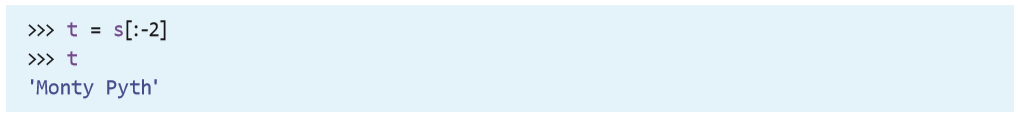 >>> t = s[:-2]
>>> t
'Monty Pyth'